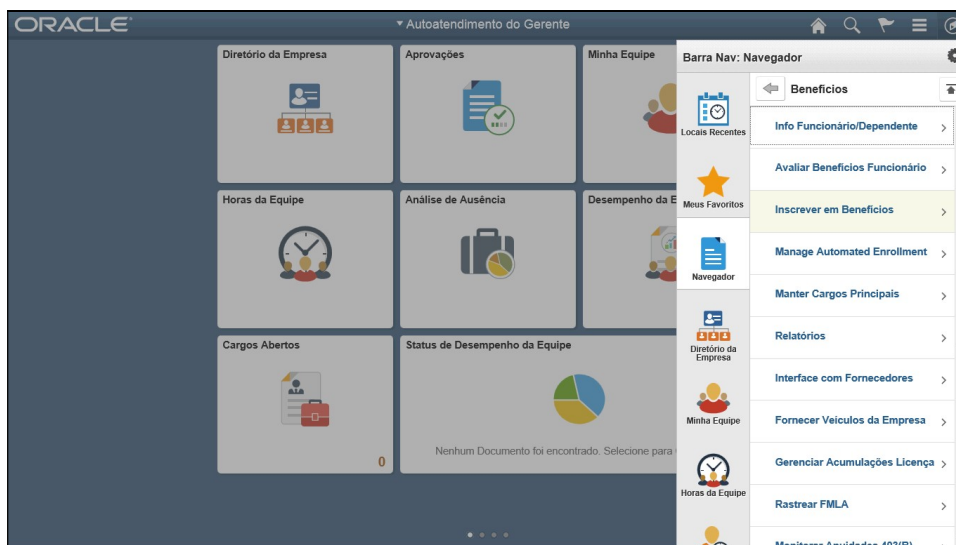 ORACLE
Autoatendimento do Gerente
Diretório da Empresa
Aprovações
Minha Equipe
Horas da Equipe
Análise de Ausência
Desempenho da E
Cargos Abertos
0
Status de Desempenho da Equipe
Nenhum Documento foi encontrado. Selecione para
Barra Nav: Navegador
Locais Recentes
Meus Favoritos
Navegador
Diretório da
Empresa
Minha Equipe
Horas da Equipe
Benefícios
Info Funcionário/Dependente
Avaliar Benefícios Funcionário
Inscrever em Benefícios
Manage Automated Enrollment
Manter Cargos Principais
Relatórios
Interface com Fornecedores
Fornecer Veículos da Empresa
Gerenciar Acumulações Licença
Rastrear FMLA